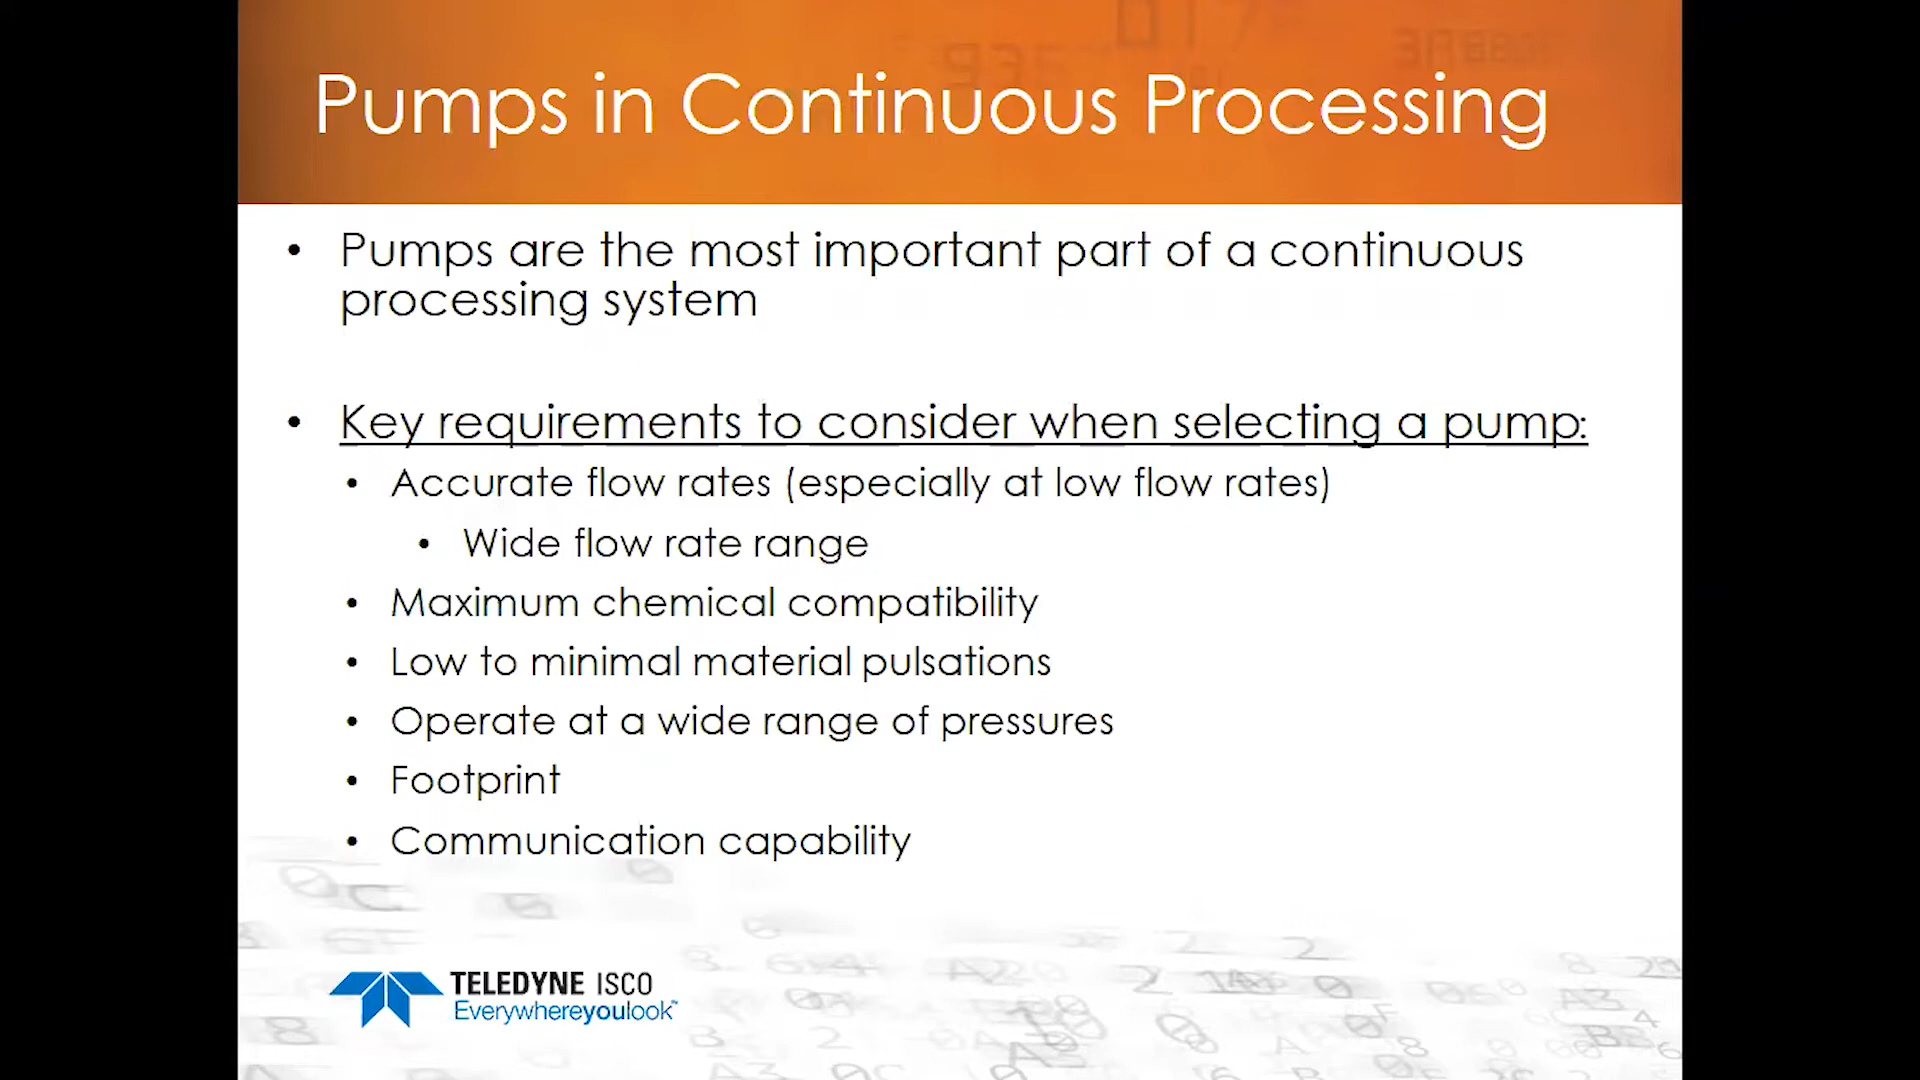 Pumps in Continuous Processing
• Pumps are the most important part of a continuous
processing system
• Key requirements to consider when selecting a pump:
• Accurate flow rates (especially at low flow rates)
• Wide flow rate range
• Maximum chemical compatibility
• Low to minimal material pulsations
• Operate at a wide range of pressures
• Footprint
• Communication capability
TELEDYNE ISCO
Everywhereyoulook™